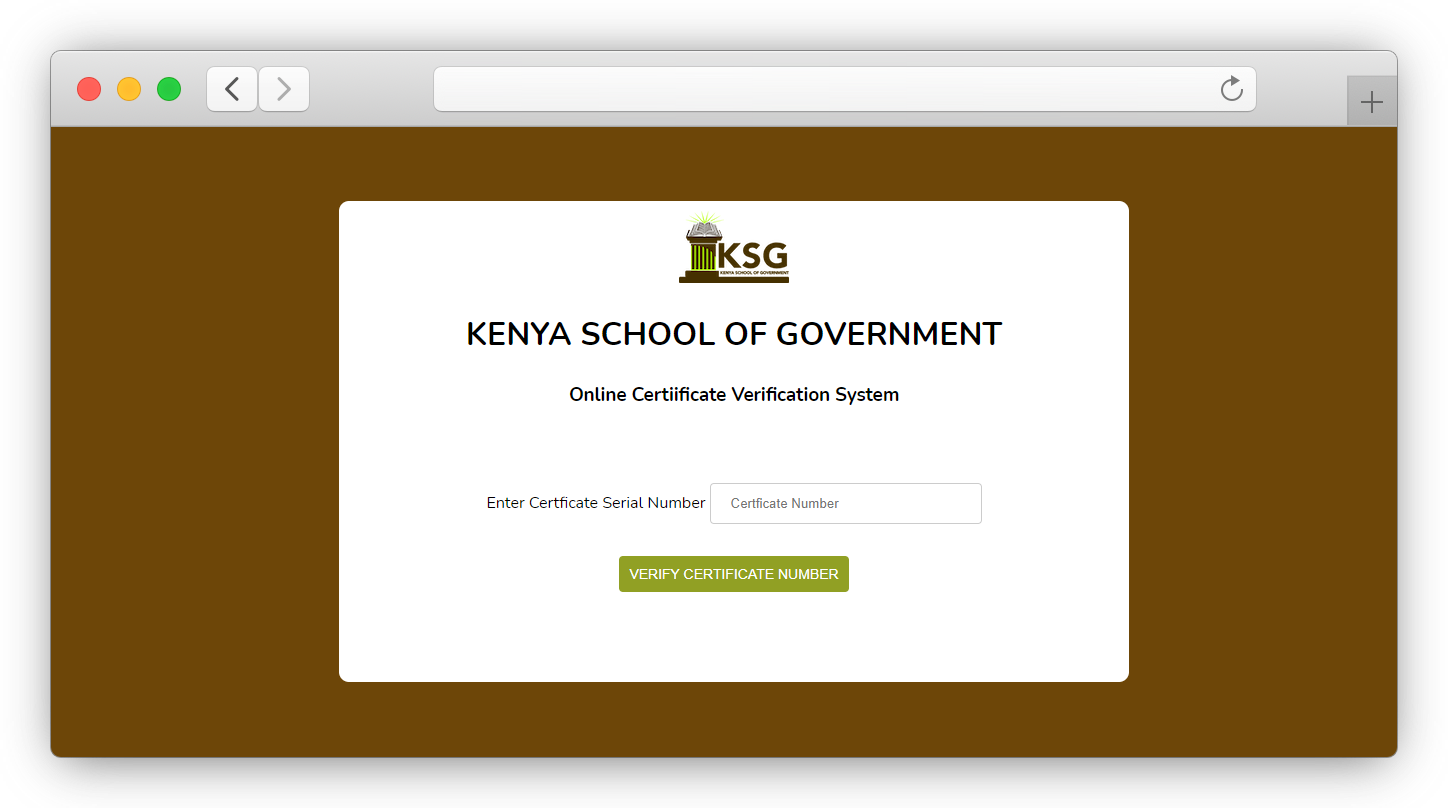 KSG
KENYA SCHOOL OF GOVERNMENT
KENYA SCHOOL OF GOVERNMENT
Online Certiificate Verification System
Enter Certficate Serial Number Certficate Number
VERIFY CERTIFICATE NUMBER